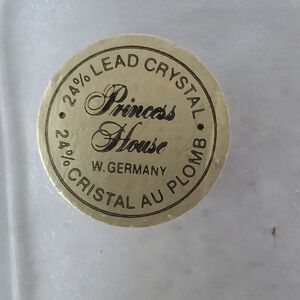 • 24% LEAD CRYSTAL •
Princess
House
W. GERMANY
24% CRISTAL AU PLOMB